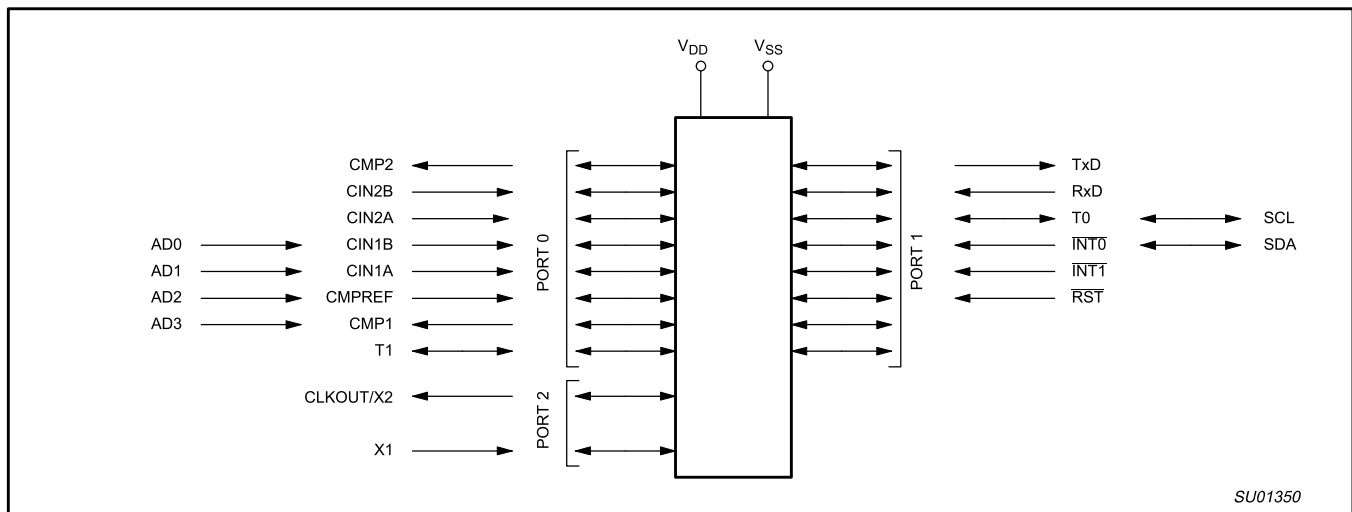 VDD VSS
CMP2 TxD
CIN2B RxD
CIN2A T0 SCL
AD0 CIN1B INT0 SDA
AD1 CIN1A INT1
AD2 CMPREF RST
AD3 CMP1
T1
PORT 0
PORT 1
CLKOUT/X2
X1
PORT 2
SU01350